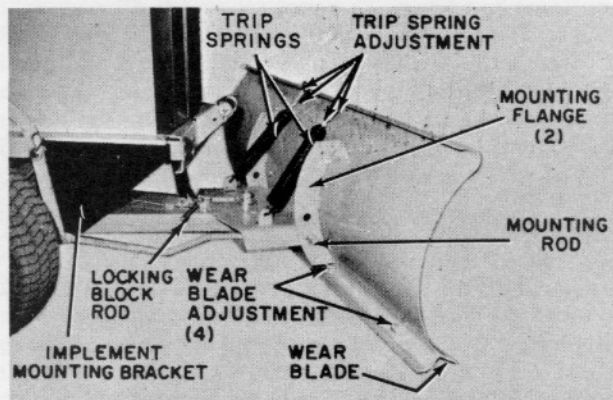 TRIP
SPRINGS
TRIP SPRING
ADJUSTMENT
MOUNTING
FLANGE
(2)
MOUNTING
ROD
LOCKING
BLOCK
ROD
WEAR
BLADE
ADJUSTMENT
(4)
IMPLEMENT
MOUNTING BRACKET
WEAR
BLADE